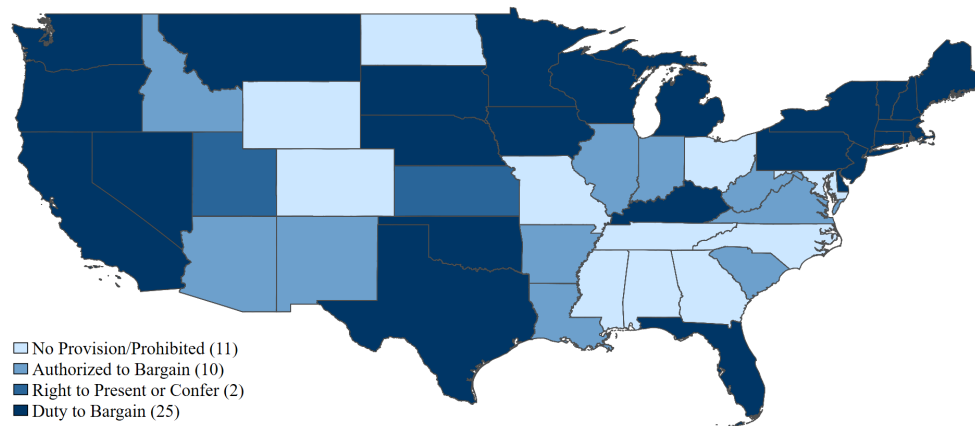 No Provision/Prohibited (11)
Authorized to Bargain (10)
Right to Present or Confer (2)
Duty to Bargain (25)